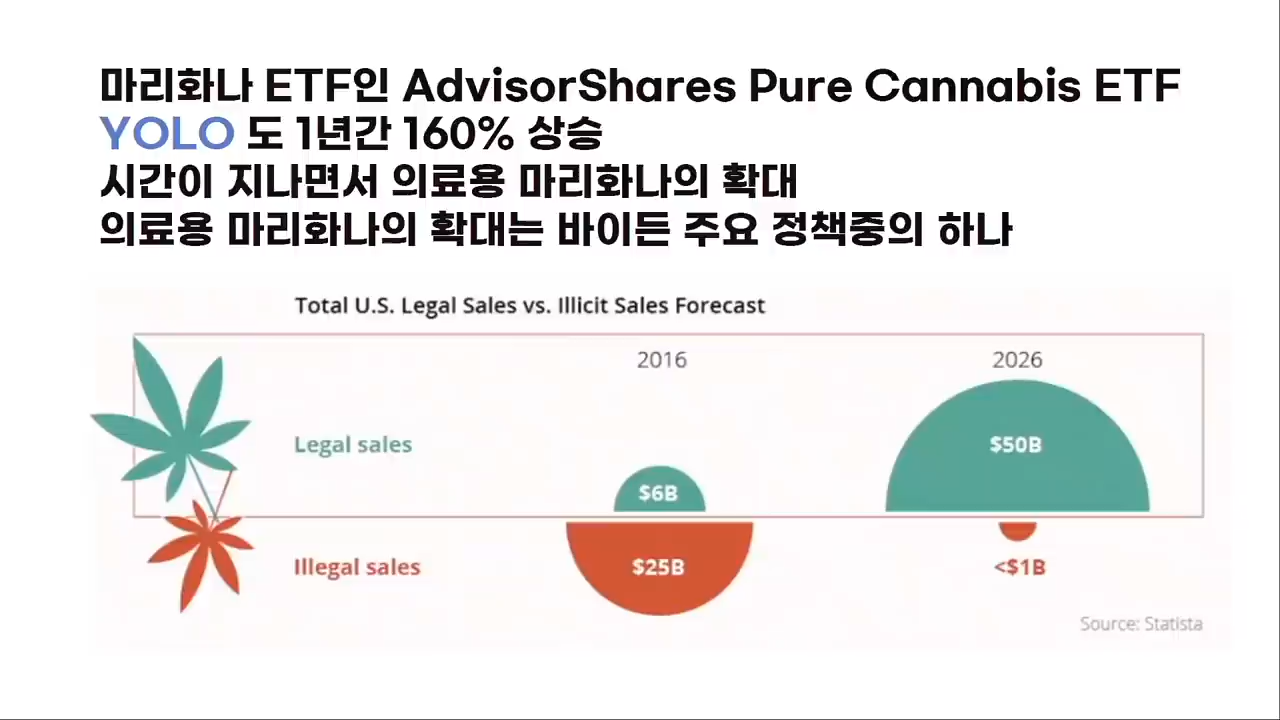 마리화나 ETF인 AdvisorShares Pure Cannabis ETF
YOLO 도 1년간 160% 상승
시간이 지나면서 의료용 마리화나의 확대
의료용 마리화나의 확대는 바이든 주요 정책중의 하나
Total U.S. Legal Sales vs. Illicit Sales Forecast
2016 2026
Legal sales $6B $50B
Illegal sales $25B <$1B
Source: Statista